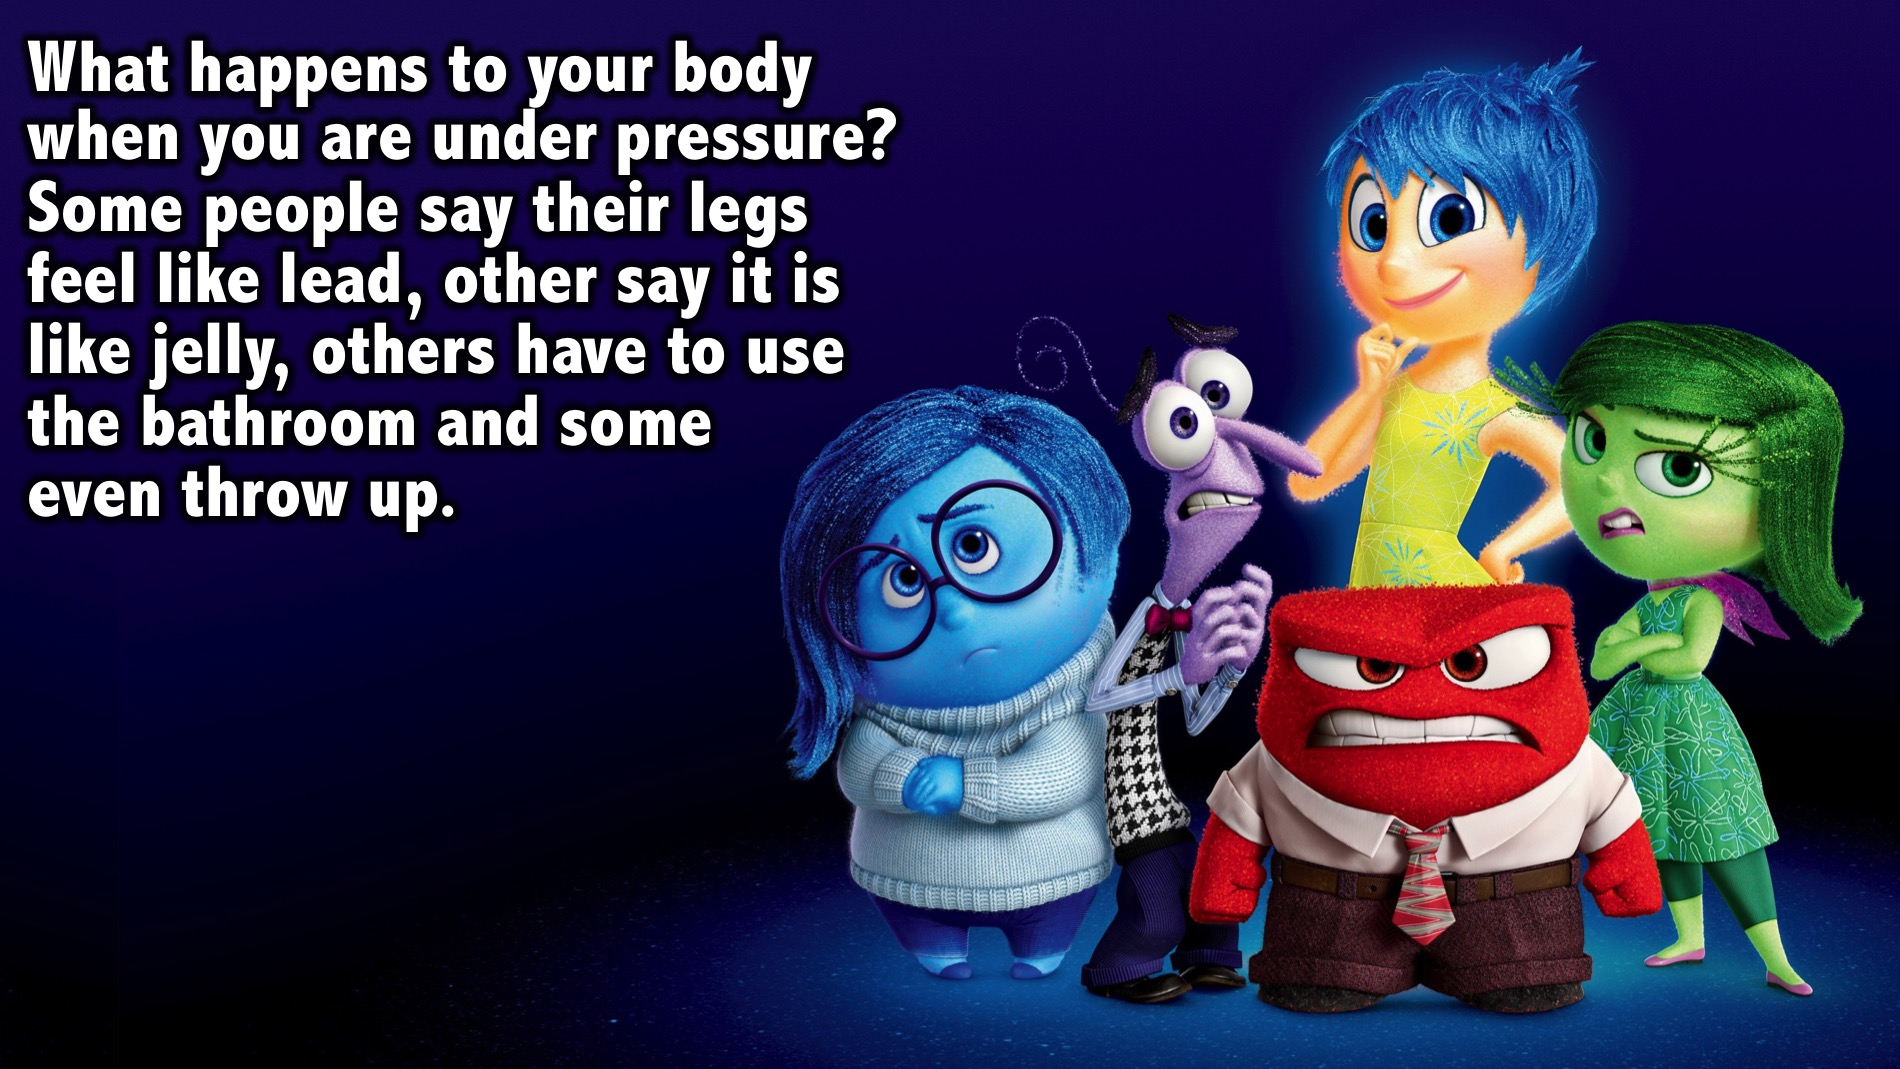 What happens to your body
when you are under pressure?
Some people say their legs
feel like lead, other say it is
like jelly, others have to use
the bathroom and some
even throw up.